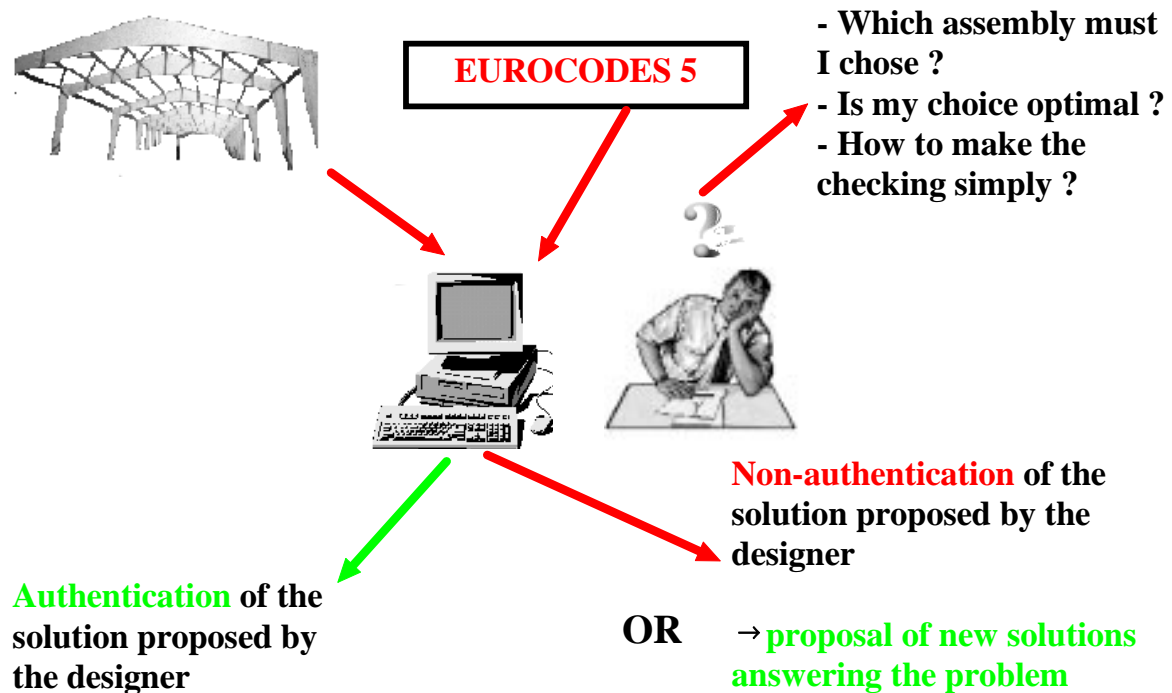 EUROCODES 5
- Which assembly must
I chose ?
- Is my choice optimal ?
- How to make the
checking simply ?
?
Non-authentication of the
solution proposed by the
designer
Authentication of the
solution proposed by
the designer
OR → proposal of new solutions
answering the problem